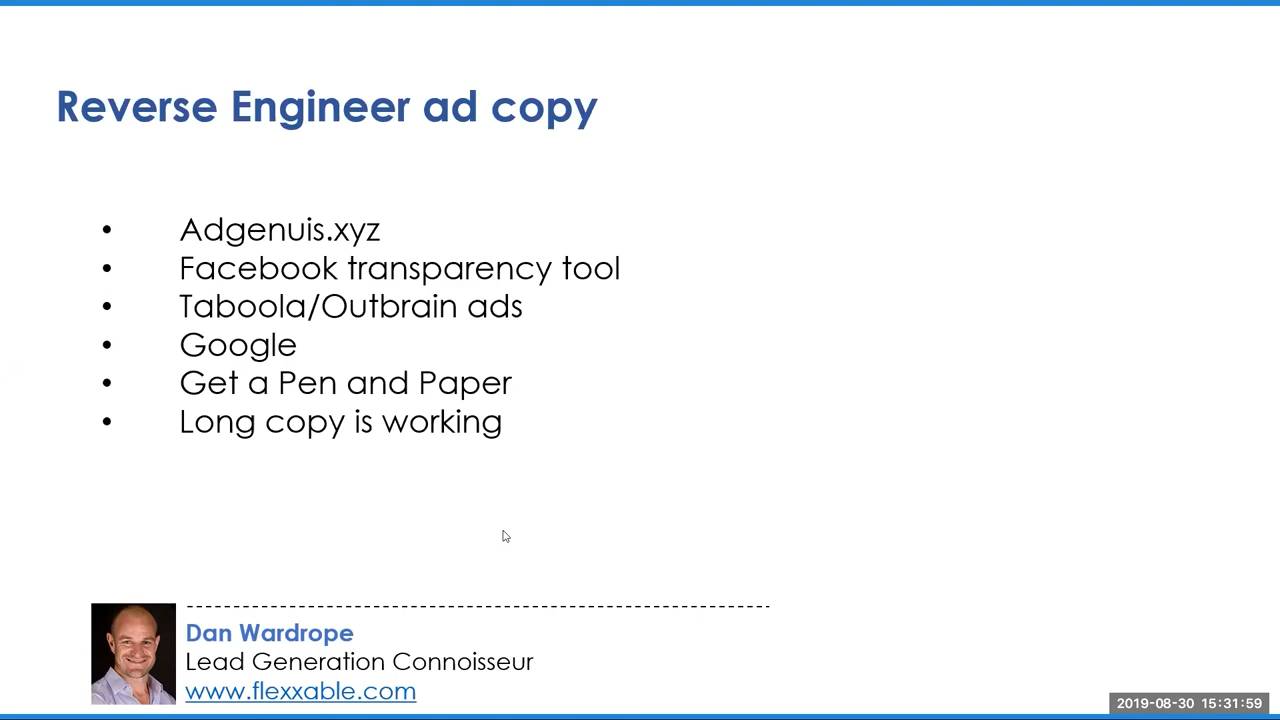 Reverse Engineer ad copy
• Adgenuis.xyz
• Facebook transparency tool
• Taboola/Outbrain ads
• Google
• Get a Pen and Paper
• Long copy is working
Dan Wardrope
Lead Generation Connoisseur
www.flexxable.com
2019-08-30 15:31:59